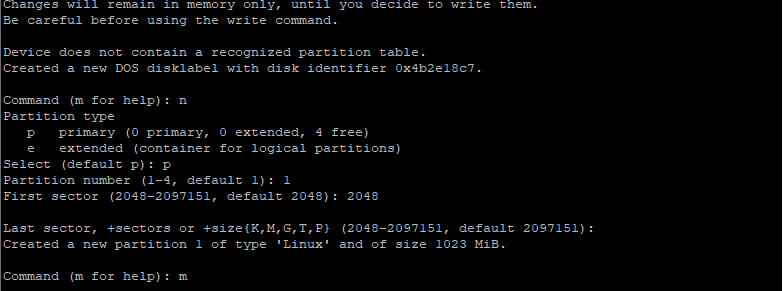 Changes will remain in memory only, until you decide to write them.
Be careful before using the write command.
Device does not contain a recognized partition table.
Created a new DOS disklabel with disk identifier 0x4b2e18c7.
Command (m for help): n
Partition type
   p   primary (0 primary, 0 extended, 4 free)
   e   extended (container for logical partitions)
Select (default p): p
Partition number (1-4, default 1): 1
First sector (2048-2097151, default 2048): 2048
Last sector, +sectors or +size{K,M,G,T,P} (2048-2097151, default 2097151):
Created a new partition 1 of type 'Linux' and of size 1023 MiB.
Command (m for help): m